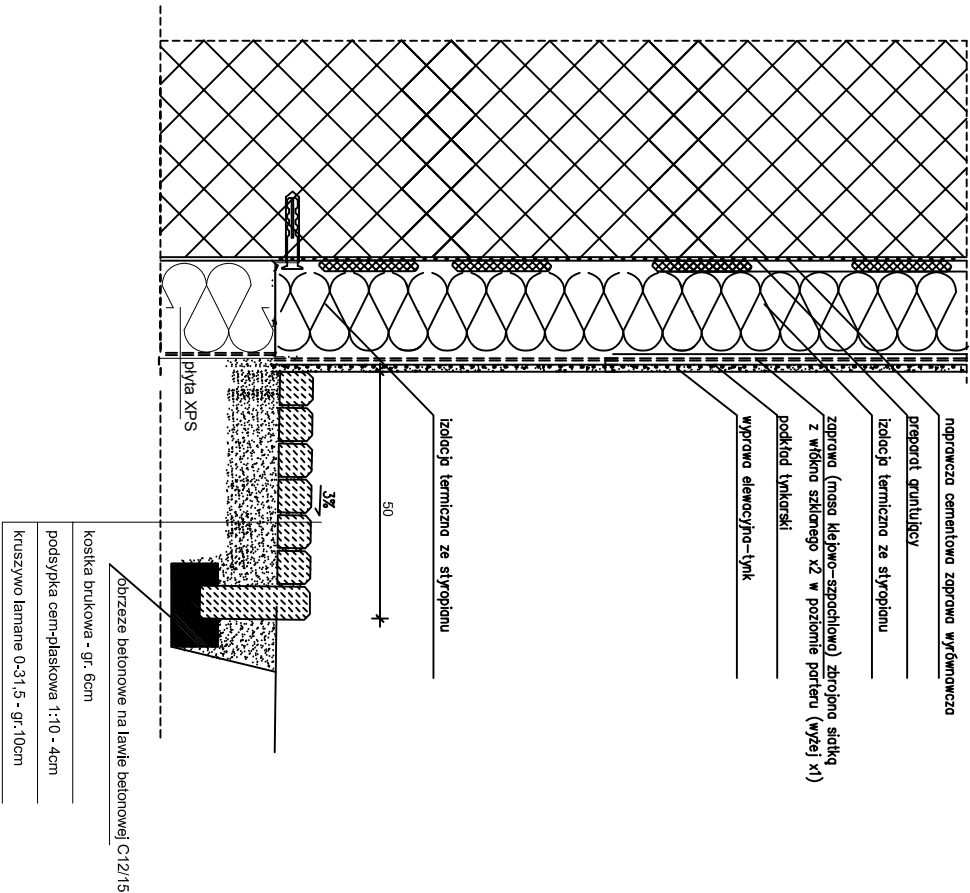 naprawcza cementowa zaprawa wyrównawcza
preparat gruntujący
izolacja termiczna ze styropianu
zaprawa (masa klejowo-szpachlowa) zbrojona siatką
z włókna szklanego x2 w poziomie parteru (wyżej x1)
podkład tynkarski
wyprawa elewacyjna-tynk
izolacja termiczna ze styropianu
50
3%
płyta XPS
obrzeze betonowe na lawie betonowej C12/15
kostka brukowa - gr. 6cm
podsypka cem-piaskowa 1:10 - 4cm
kruszywo lamane 0-31,5 - gr.10cm